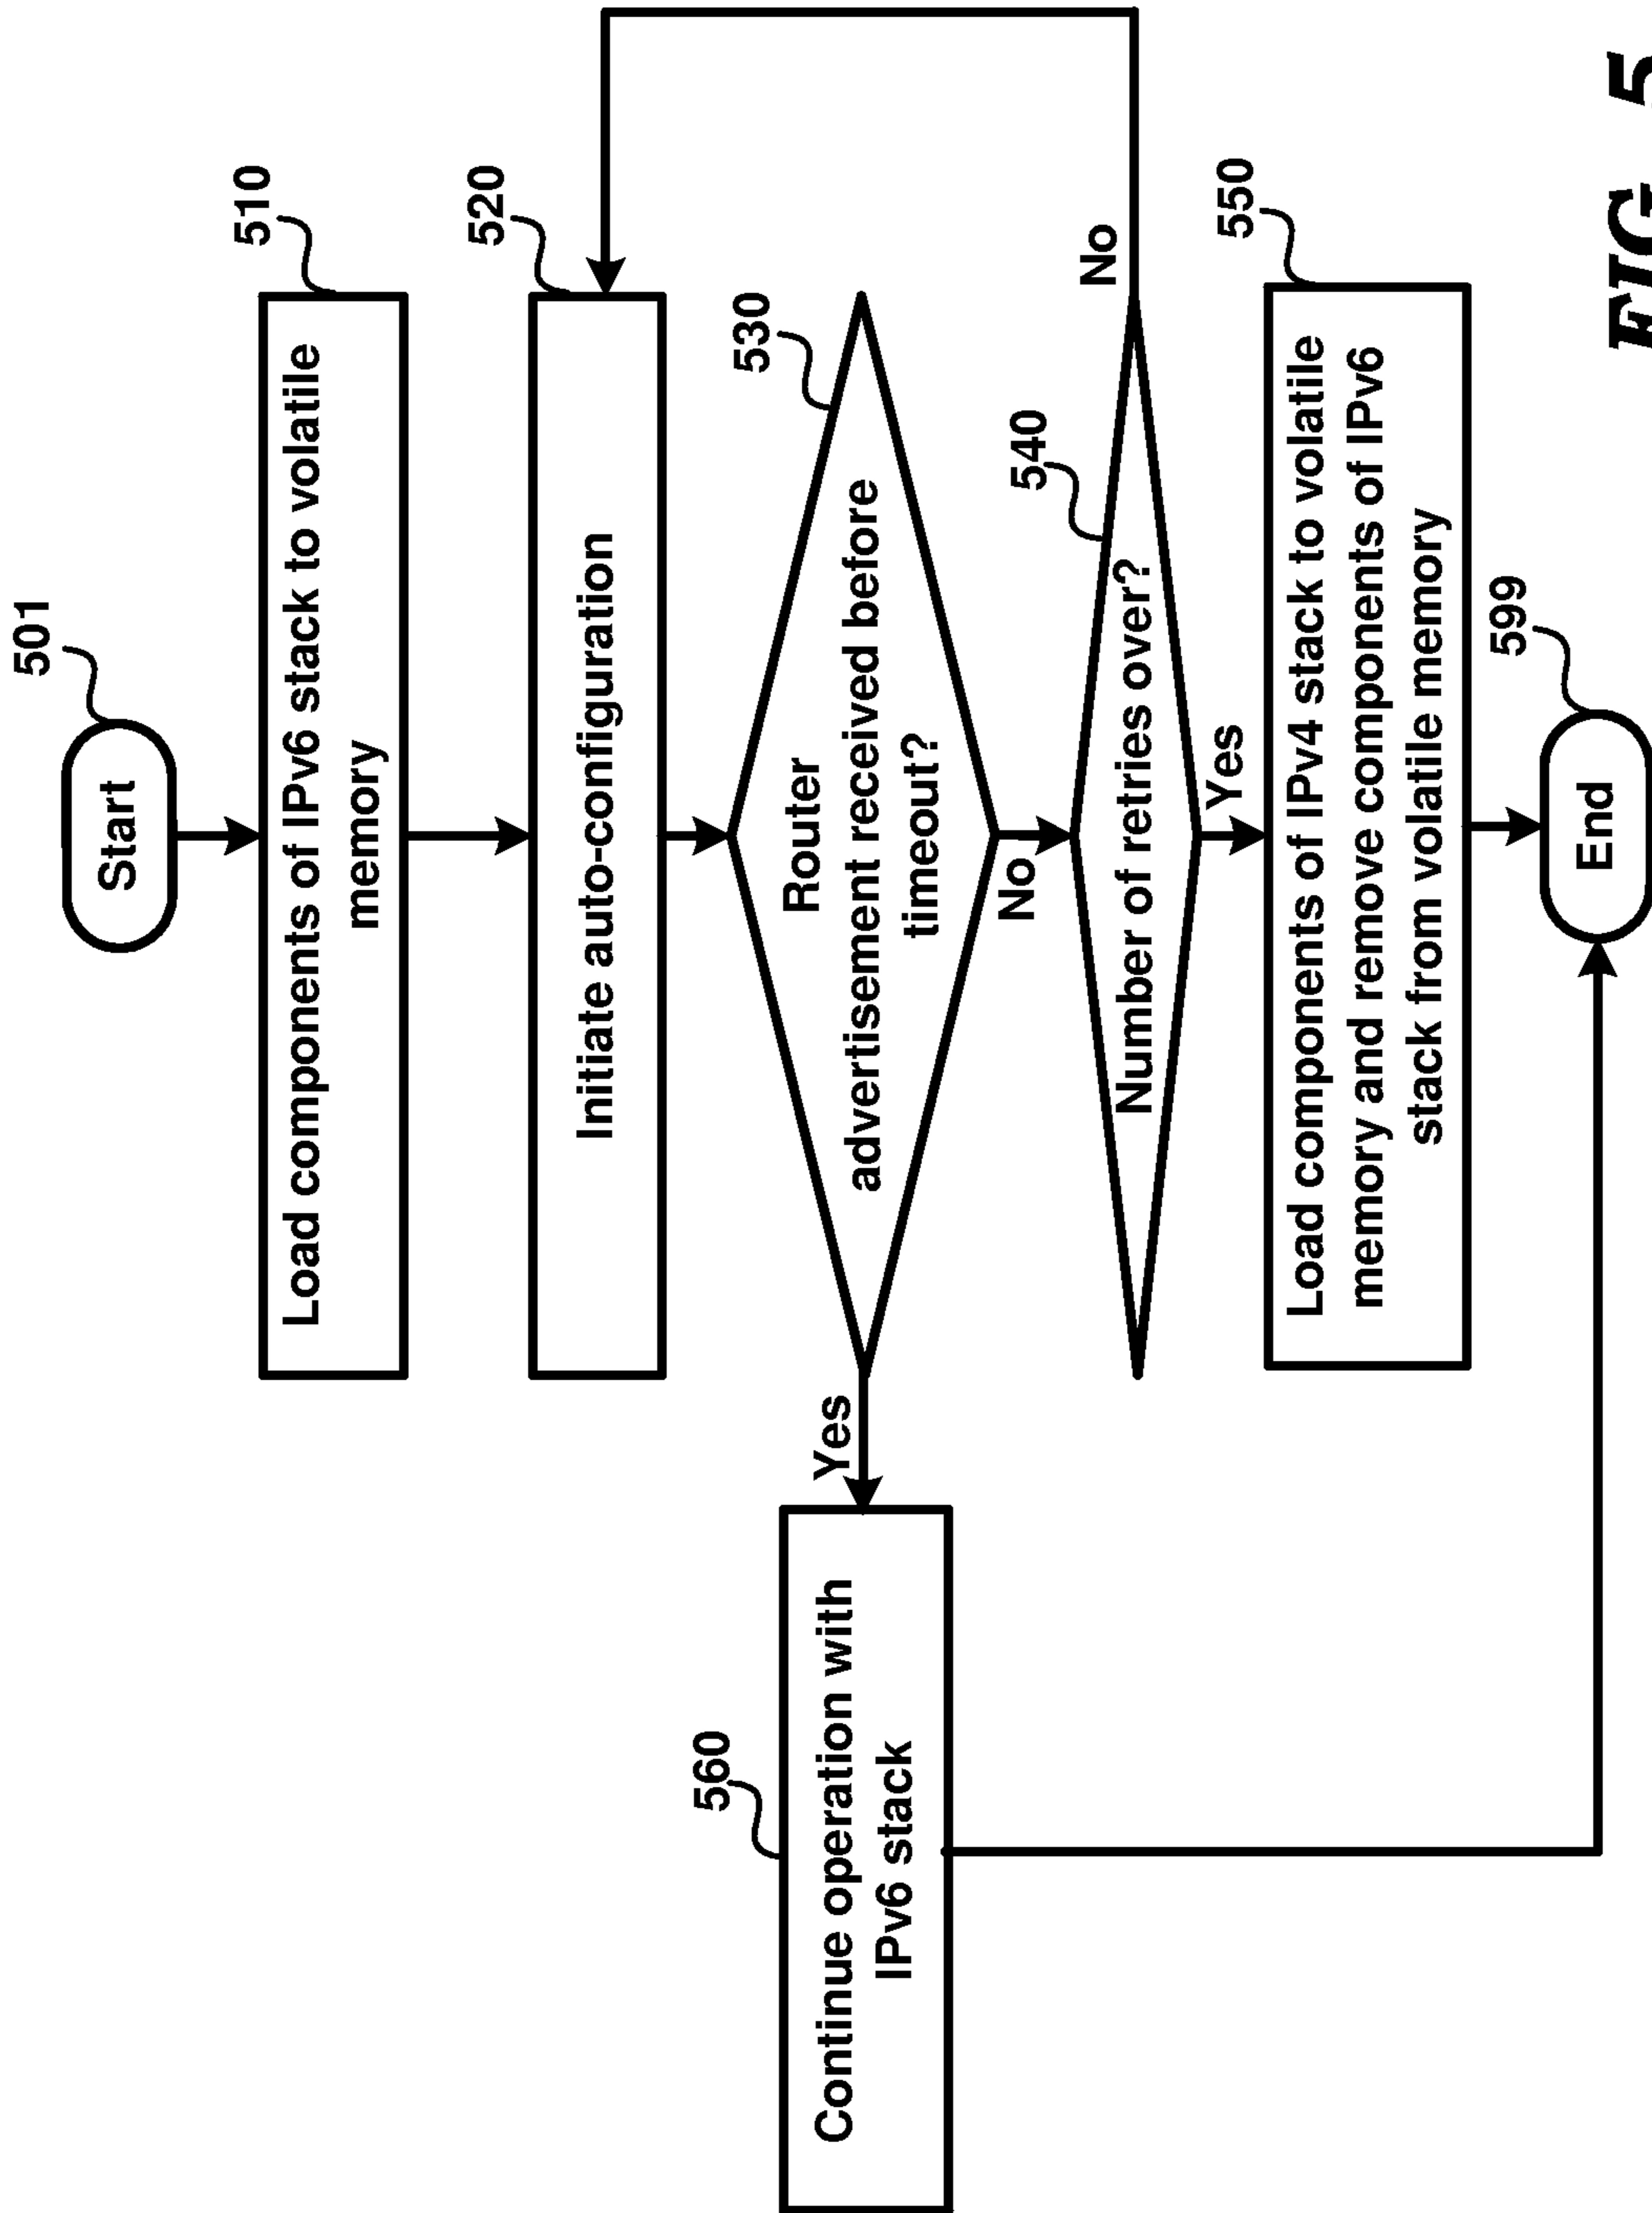 501
Start
510
Load components of IPv6 stack to volatile
memory
520
Initiate auto-configuration
530
Router
advertisement received before
timeout?
Yes
No
560
Continue operation with
IPv6 stack
540
Number of retries over?
No
Yes
550
Load components of IPv4 stack to volatile
memory and remove components of IPv6
stack from volatile memory
599
End
FIG. 5